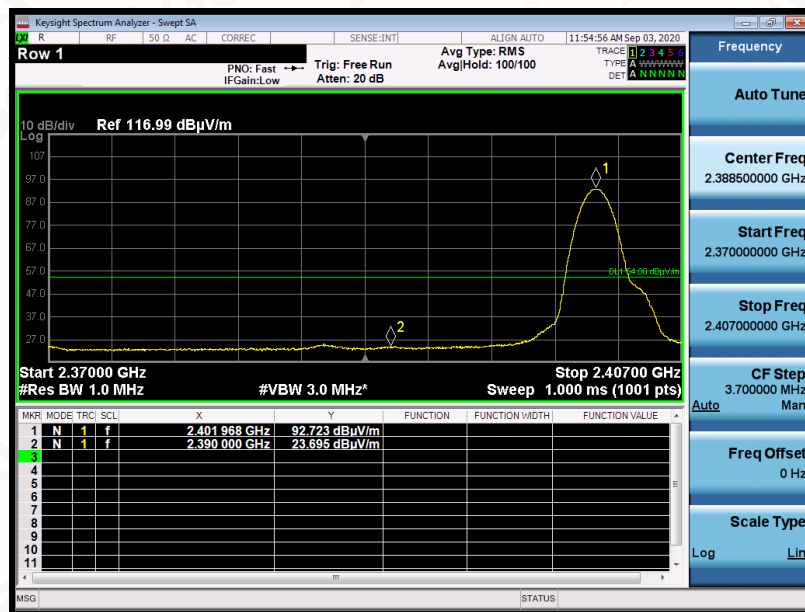 Keysight Spectrum Analyzer - Swept SA
LXI R RF 50 Ω AC CORREC SENSE:INT ALIGN AUTO 11:54:56 AM Sep 03, 2020
Row 1
PNO: Fast
IFGain:Low
Trig: Free Run
Atten: 20 dB
Avg Type: RMS
Avg|Hold: 100/100
TRACE 1 2 3 4 5 6
TYPE A WWWWW
DET A N N N N N
10 dB/div Ref 116.99 dBµV/m
Log
107
97.0
87.0
77.0
67.0
57.0
47.0
37.0
27.0
1
2
DL1 54.00 dBµV/m
Start 2.37000 GHz Stop 2.40700 GHz
#Res BW 1.0 MHz #VBW 3.0 MHz* Sweep 1.000 ms (1001 pts)
MKR MODE TRC SCL X Y FUNCTION FUNCTION WIDTH FUNCTION VALUE
1 N 1 f 2.401 968 GHz 92.723 dBµV/m
2 N 1 f 2.390 000 GHz 23.695 dBµV/m
3
4
5
6
7
8
9
10
11
MSG STATUS
Frequency
Auto Tune
Center Freq
2.388500000 GHz
Start Freq
2.370000000 GHz
Stop Freq
2.407000000 GHz
CF Step
3.700000 MHz
Auto Man
Freq Offset
0 Hz
Scale Type
Log Lin